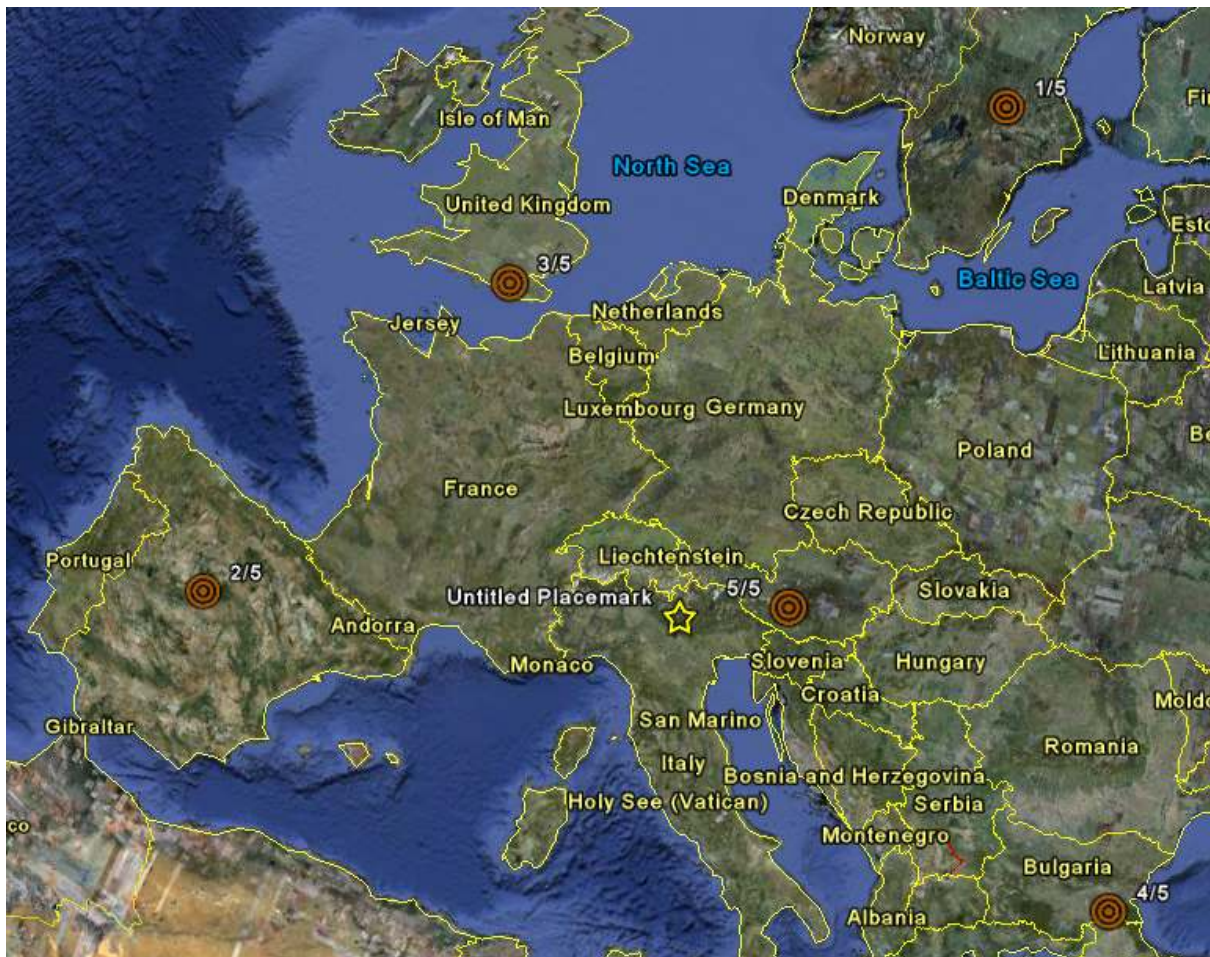 Norway
1/5
Fin
Isle of Man
North Sea
Denmark
United Kingdom
Esto
3/5
Baltic Sea
Latvia
Netherlands
Jersey
Belgium
Lithuania
Luxembourg
Germany
Be
Poland
France
Czech Republic
Portugal
Liechtenstein
2/5
5/5
Slovakia
Untitled Placemark
Andorra
Monaco
Slovenia
Hungary
Croatia
Moldo
Gibraltar
San Marino
Romania
Italy
Bosnia and Herzegovina
Holy See (Vatican)
Serbia
co
Montenegro
Bulgaria
4/5
Albania